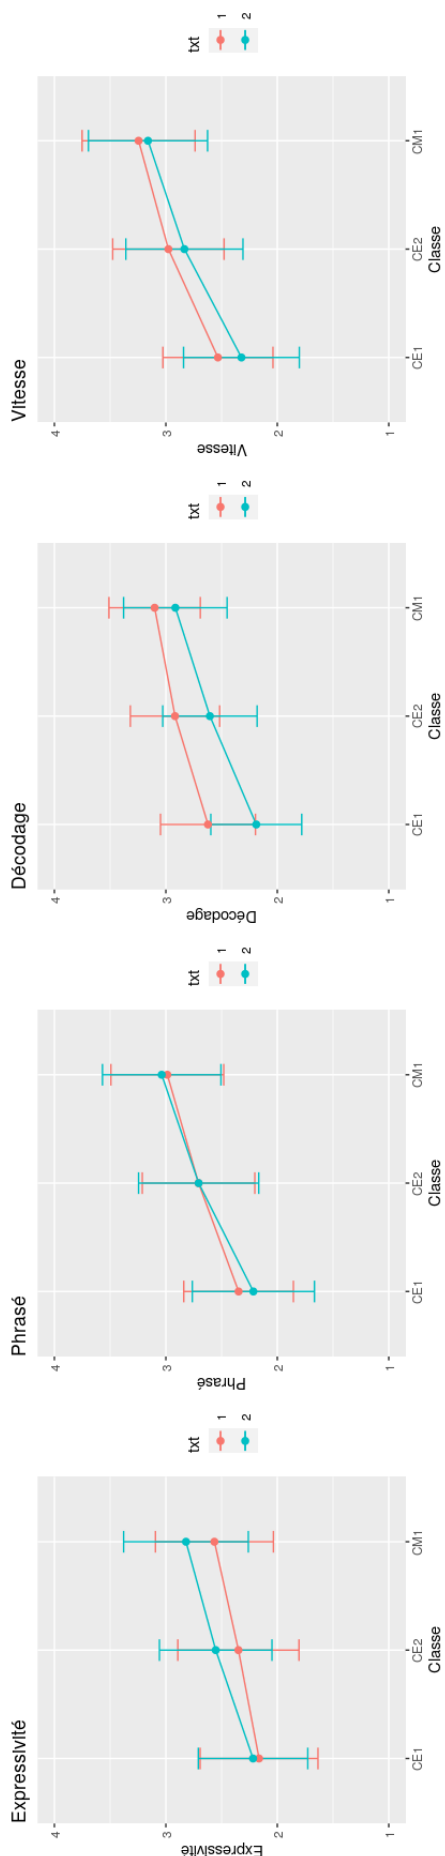 Expressivité
4
3
2
1
Expressivité
CE1 CE2 CM1
Classe
txt
1
2
Phrasé
4
3
2
1
Phrasé
CE1 CE2 CM1
Classe
txt
1
2
Décodage
4
3
2
1
Décodage
CE1 CE2 CM1
Classe
txt
1
2
Vitesse
4
3
2
1
Vitesse
CE1 CE2 CM1
Classe
txt
1
2